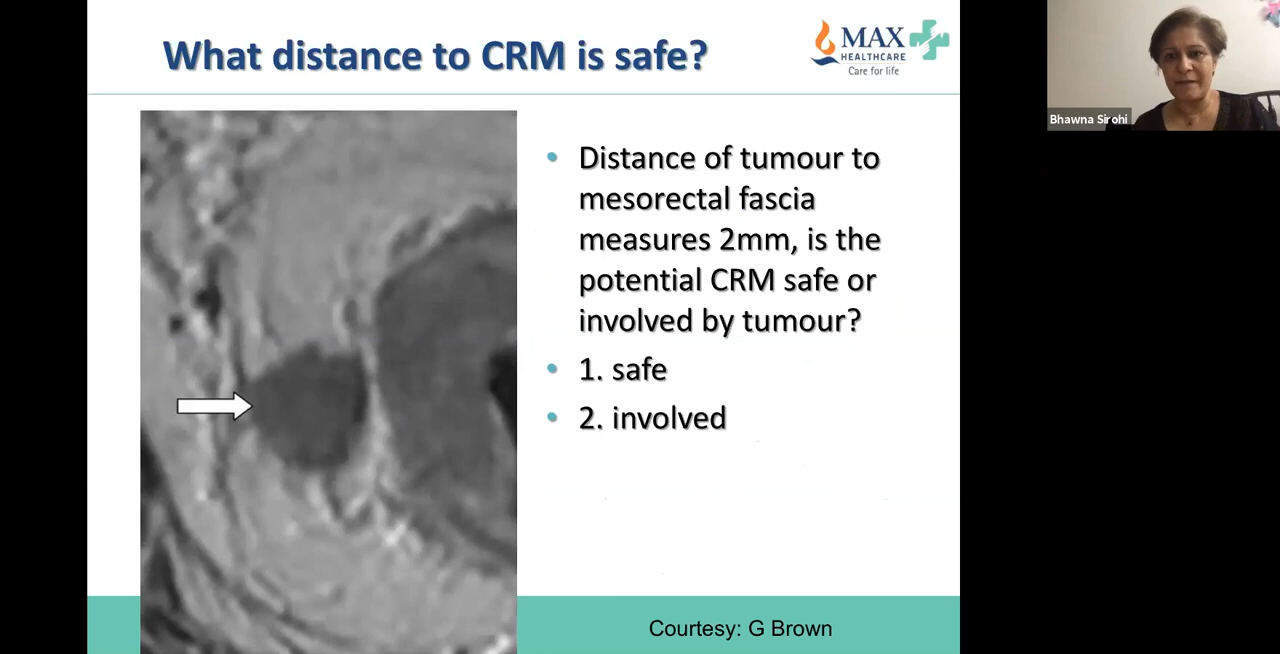 What distance to CRM is safe?
MAX
HEALTHCARE
Care for life
Bhawna Sirohi
• Distance of tumour to
mesorectal fascia
measures 2mm, is the
potential CRM safe or
involved by tumour?
• 1. safe
• 2. involved
Courtesy: G Brown